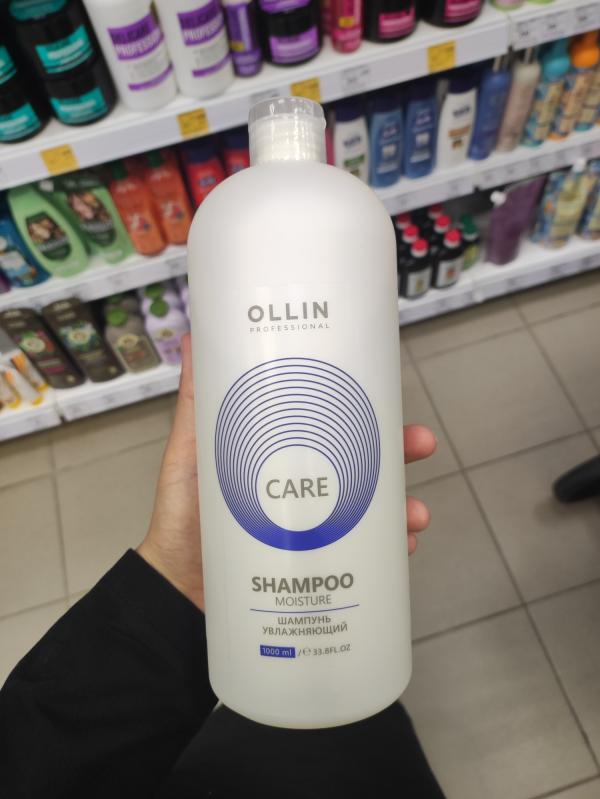 OLLIN
PROFESSIONAL
CARE
SHAMPOO
MOISTURE
ШАМПУНЬ
УВЛАЖНЯЮЩИЙ
1000 ml / ℮ 33.8FL.OZ